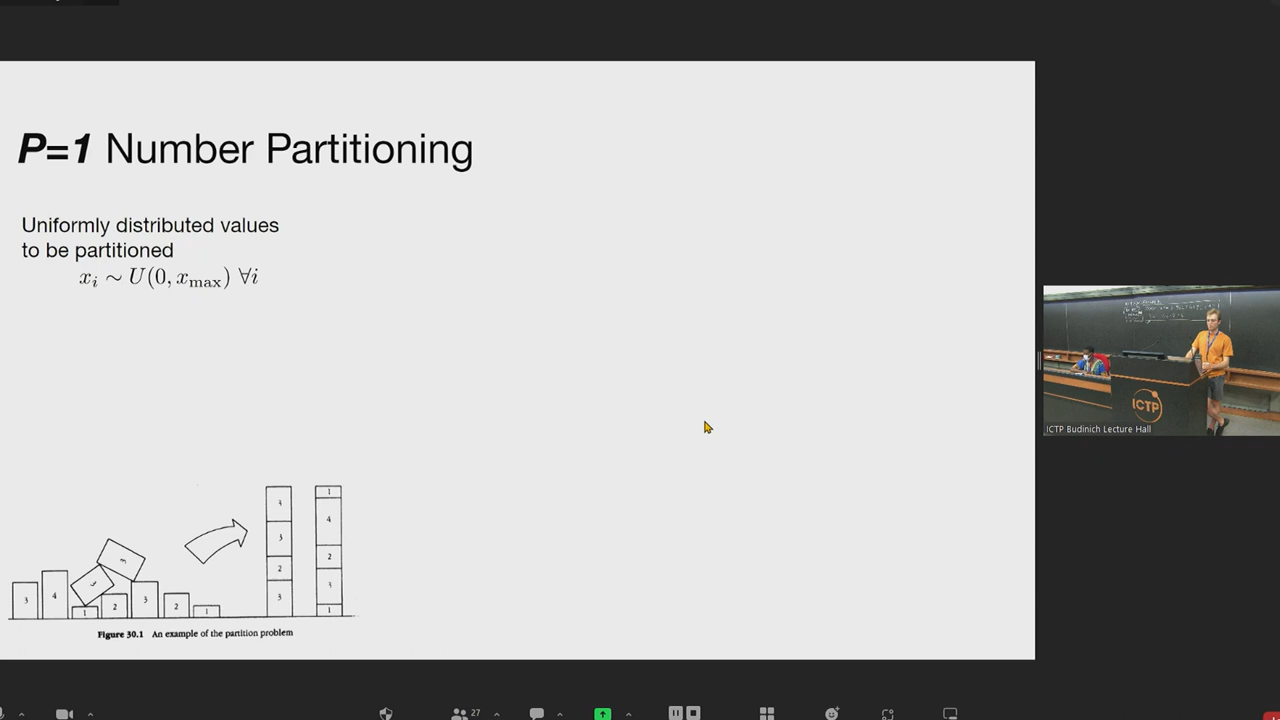 P=1 Number Partitioning
Uniformly distributed values
to be partitioned
x_i ∼ U(0, x_max) ∀i
3 4 1 2 3 2 1
3 2 3
1 4 2 3 1
Figure 30.1 An example of the partition problem
ICTP
ICTP Budinich Lecture Hall
27